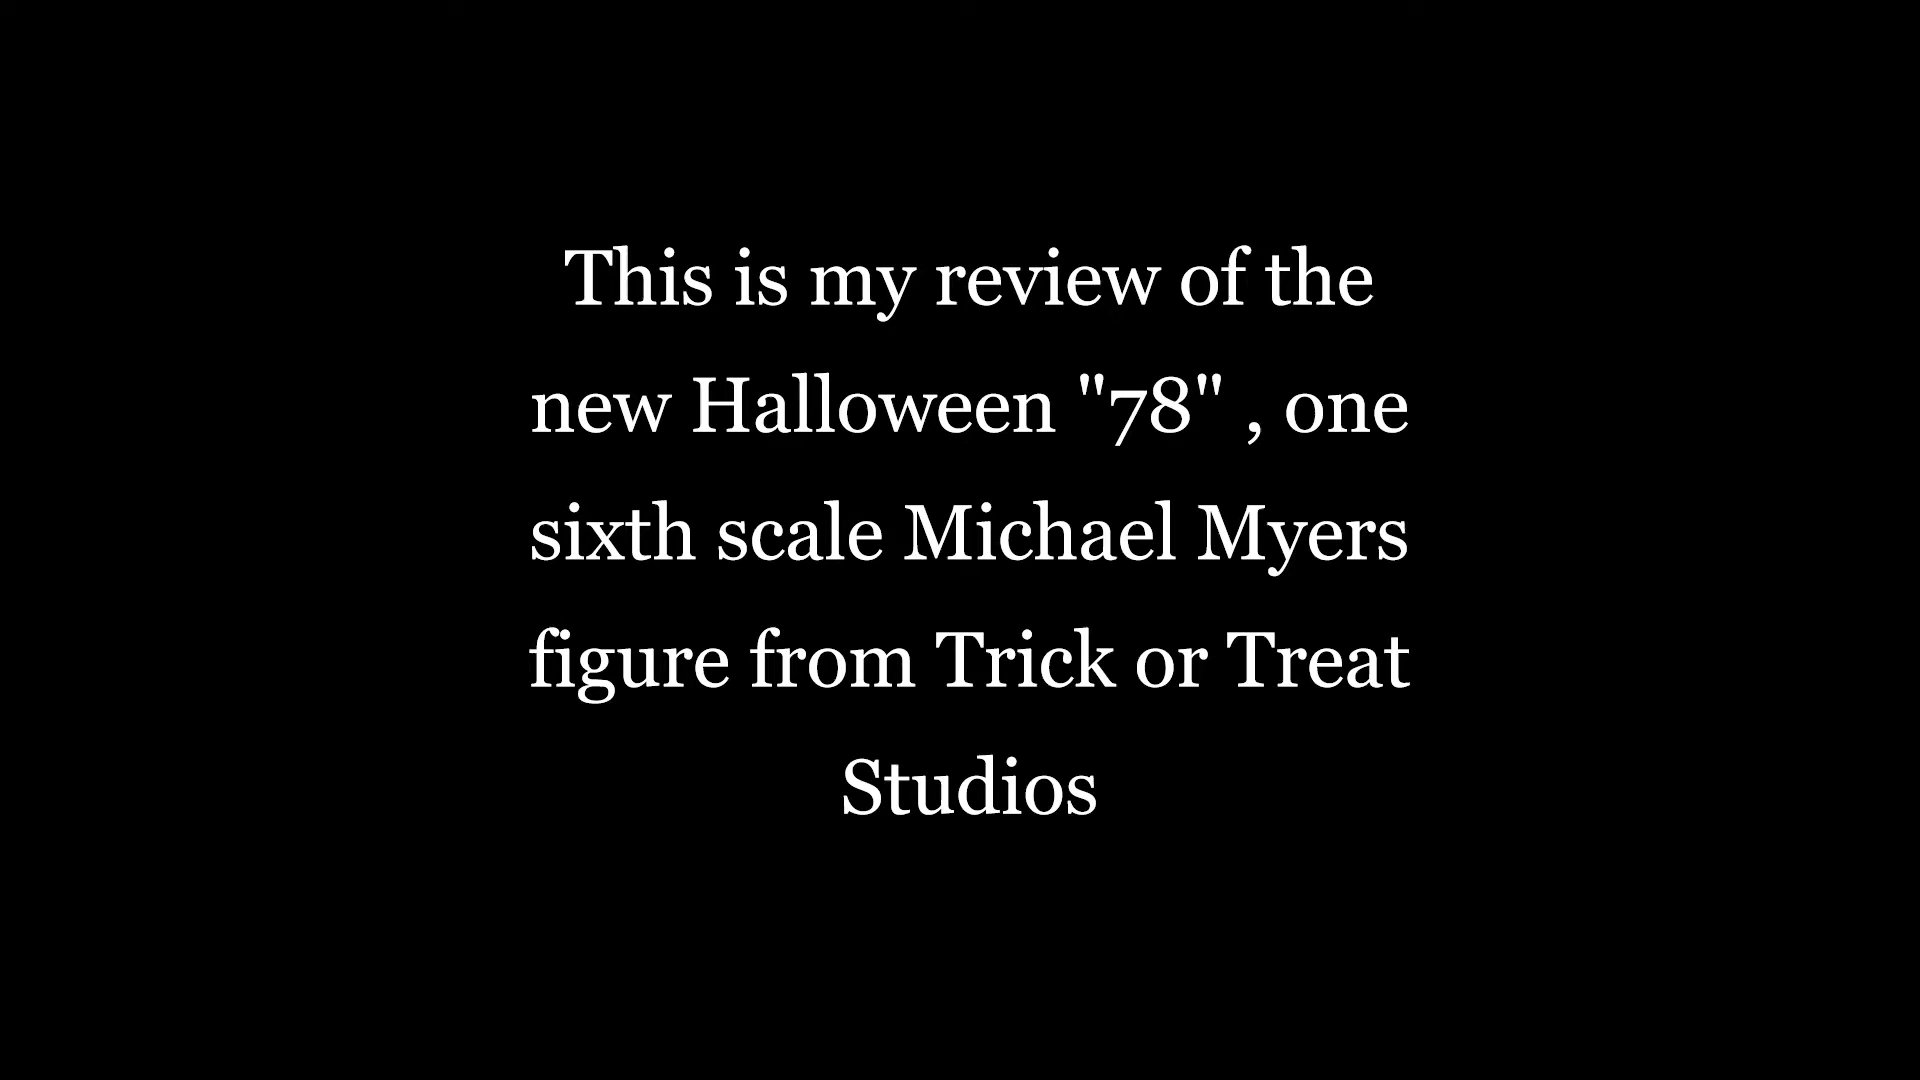 This is my review of the
new Halloween "78" , one
sixth scale Michael Myers
figure from Trick or Treat
Studios